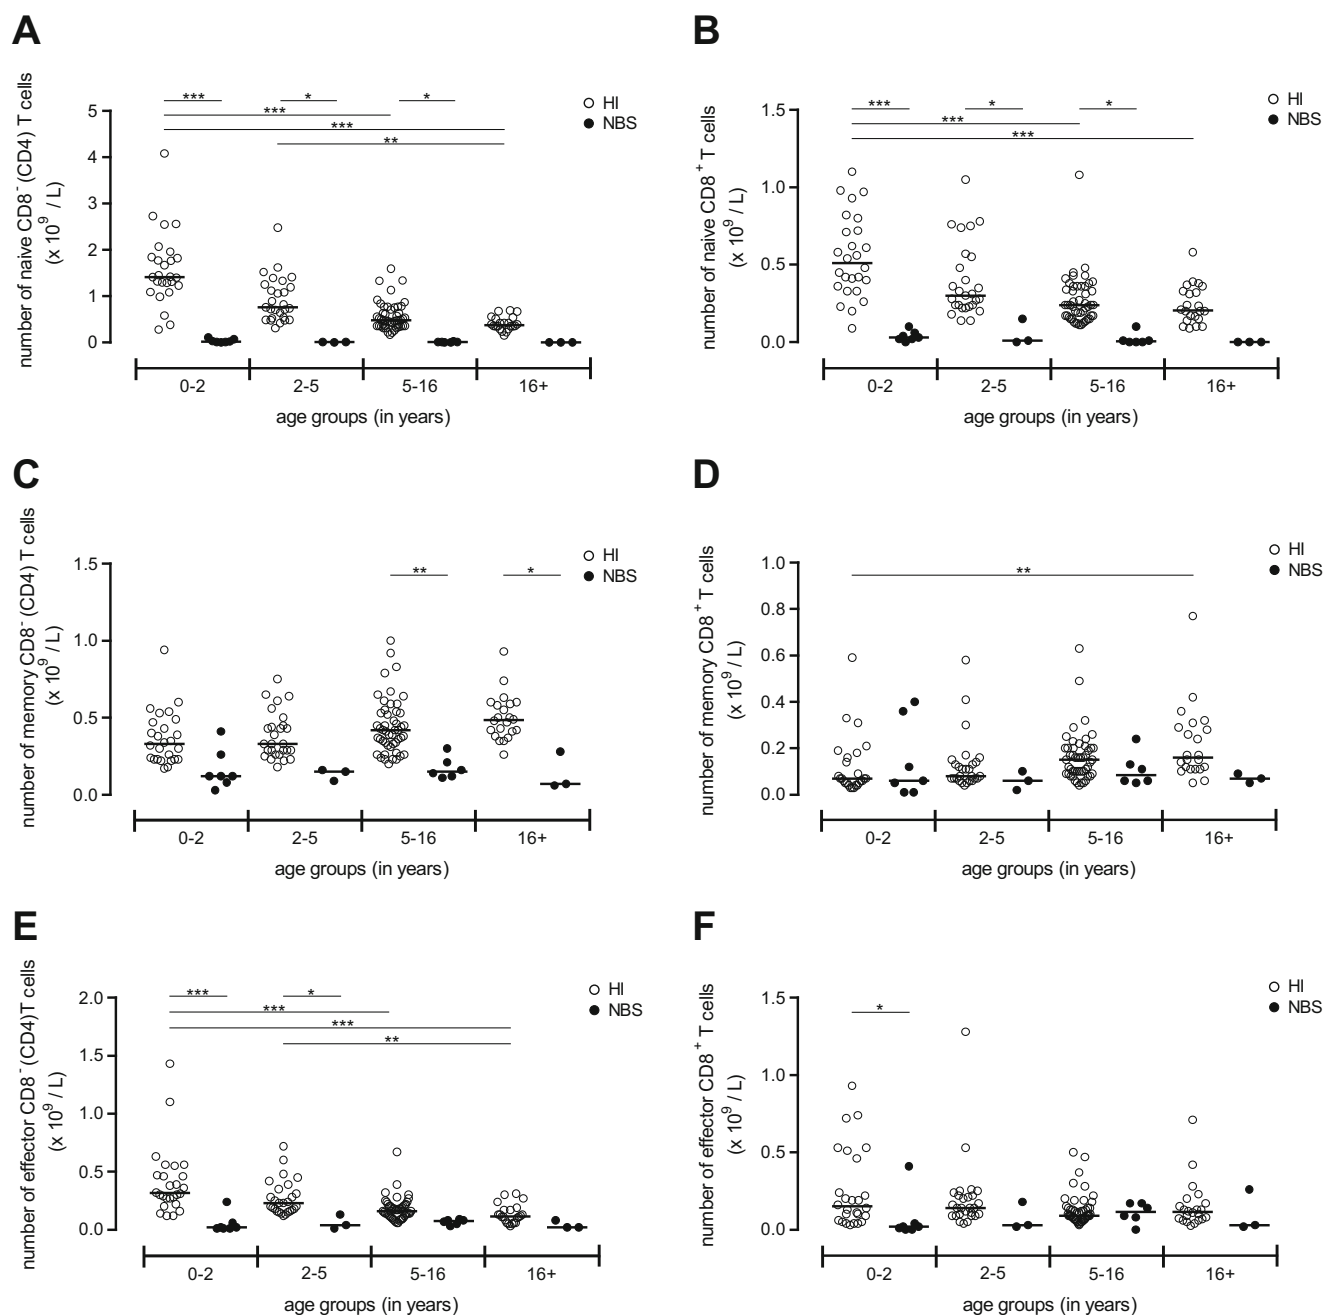 A
number of naive CD8⁻ (CD4) T cells
(x 10⁹ / L)
5
4
3
2
1
0
*** * *
***
***
**
HI
NBS
0-2 2-5 5-16 16+
age groups (in years)
B
number of naive CD8⁺ T cells
(x 10⁹ / L)
1.5
1.0
0.5
0.0
*** * *
***
***
HI
NBS
0-2 2-5 5-16 16+
age groups (in years)
C
number of memory CD8⁻ (CD4) T cells
(x 10⁹ / L)
1.5
1.0
0.5
0.0
** *
HI
NBS
0-2 2-5 5-16 16+
age groups (in years)
D
number of memory CD8⁺ T cells
(x 10⁹ / L)
1.0
0.8
0.6
0.4
0.2
0.0
**
HI
NBS
0-2 2-5 5-16 16+
age groups (in years)
E
number of effector CD8⁻ (CD4) T cells
(x 10⁹ / L)
2.0
1.5
1.0
0.5
0.0
*** *
***
***
**
HI
NBS
0-2 2-5 5-16 16+
age groups (in years)
F
number of effector CD8⁺ T cells
(x 10⁹ / L)
1.5
1.0
0.5
0.0
*
HI
NBS
0-2 2-5 5-16 16+
age groups (in years)